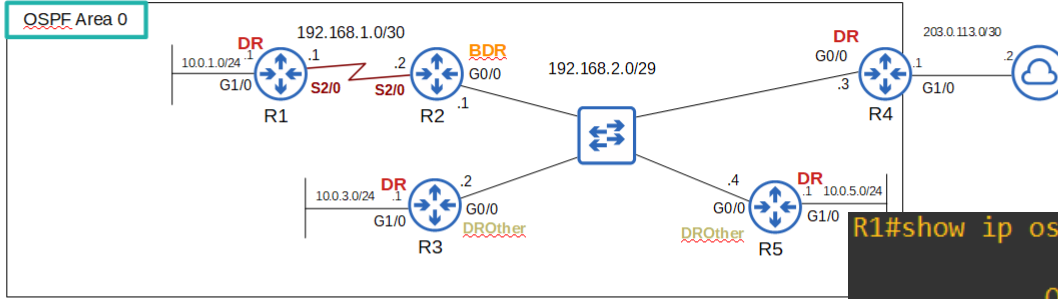 OSPF Area 0
192.168.1.0/30
DR
10.0.1.0/24
.1
G1/0
.1
S2/0
R1
.2
S2/0
BDR
G0/0
.1
R2
192.168.2.0/29
DR
G0/0
.3
R4
.1
G1/0
203.0.113.0/30
.2
10.0.3.0/24
DR
.1
G1/0
R3
.2
G0/0
DROther
.4
G0/0
DROther
R5
DR
.1
10.0.5.0/24
G1/0
R1#show ip os